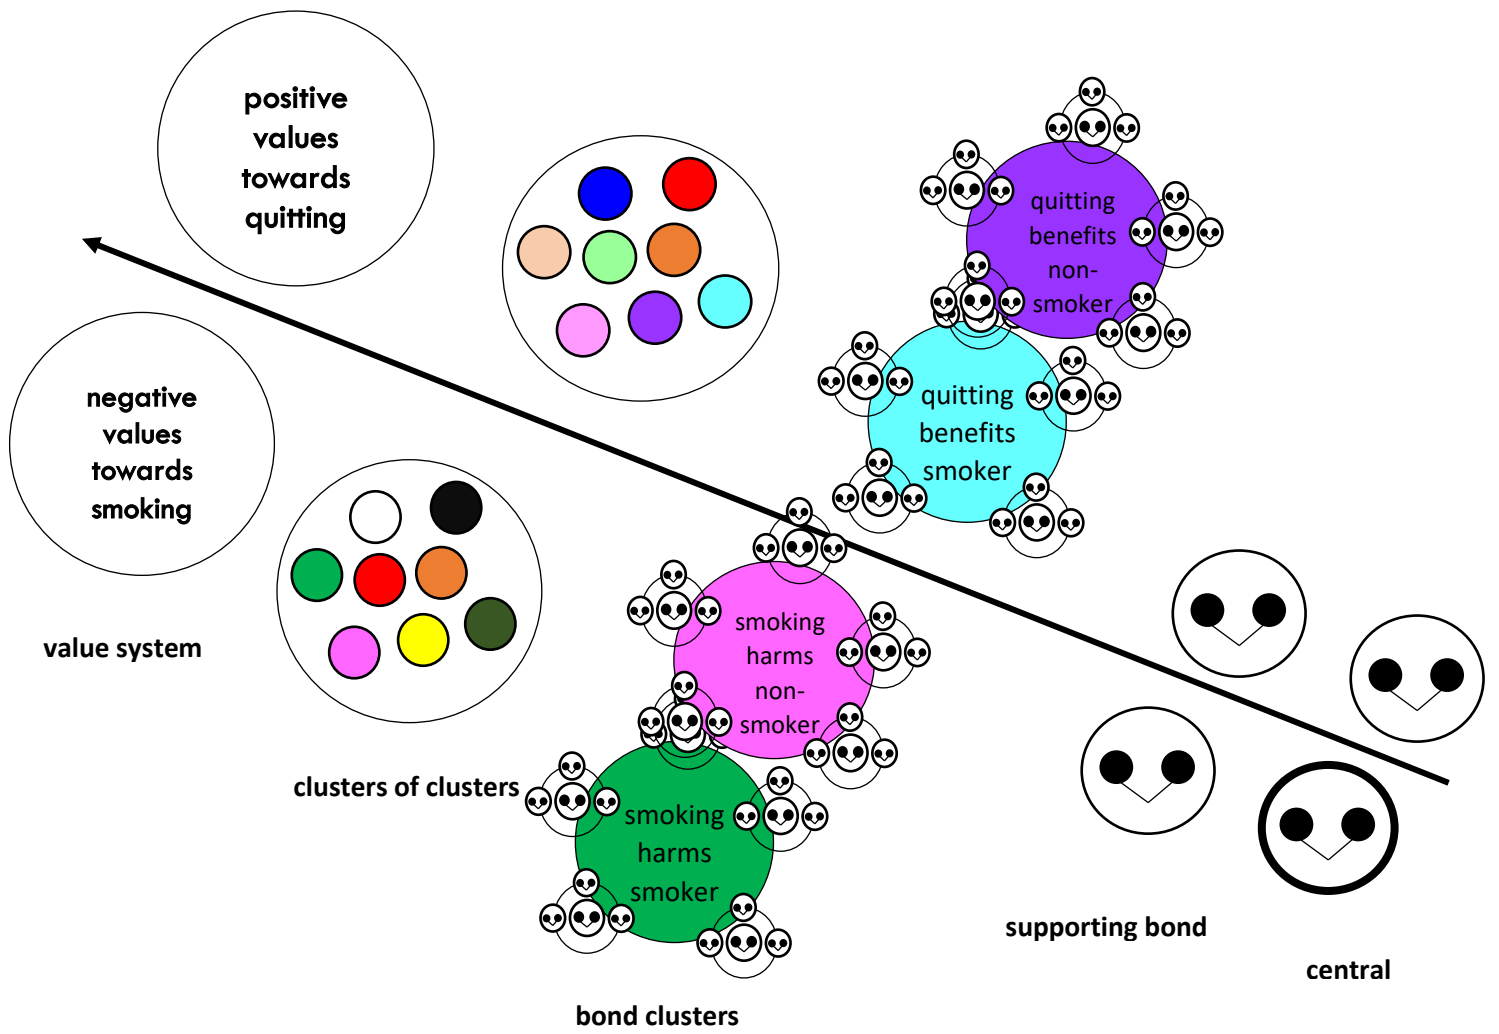 positive
values
towards
quitting
negative
values
towards
smoking
value system
clusters of clusters
quitting
benefits
non-
smoker
quitting
benefits
smoker
smoking
harms
non-
smoker
smoking
harms
smoker
bond clusters
supporting bond
central